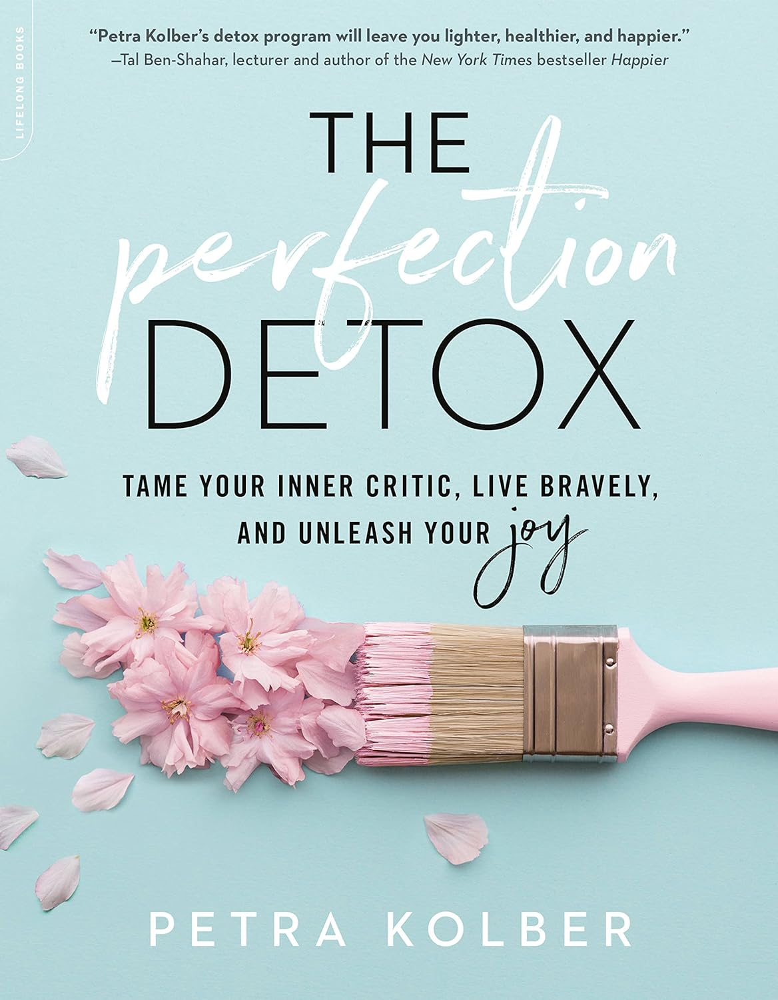 LIFELONG BOOKS
“Petra Kolber’s detox program will leave you lighter, healthier, and happier.”
—Tal Ben-Shahar, lecturer and author of the New York Times bestseller Happier
THE
perfection
DETOX
TAME YOUR INNER CRITIC, LIVE BRAVELY,
AND UNLEASH YOUR joy
PETRA KOLBER